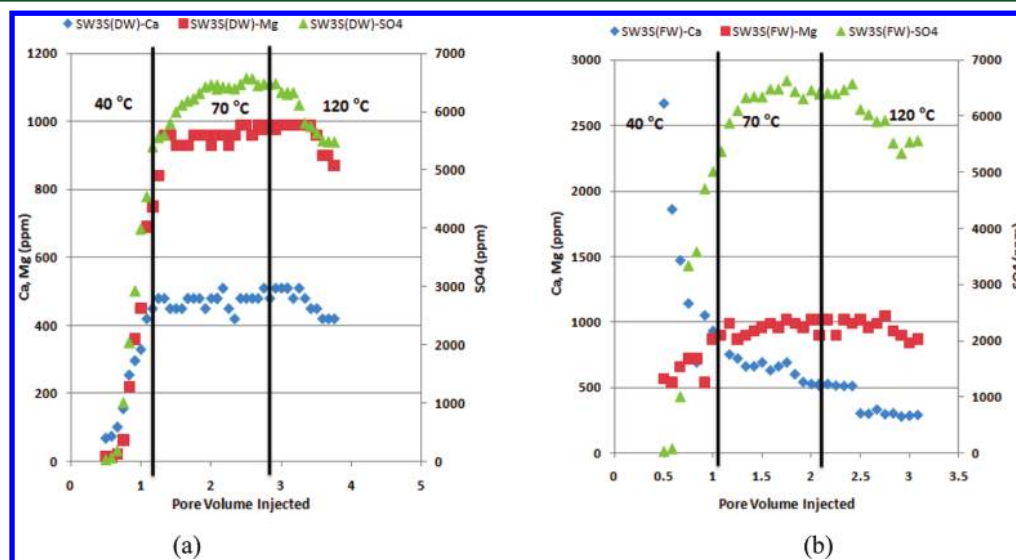 SW3S(DW)-Ca SW3S(DW)-Mg SW3S(DW)-SO4
1200 7000
1000 6000
800 5000
600 4000
400 3000
200 2000
0 1000
0
40 °C 70 °C 120 °C
Ca, Mg (ppm)
SO4 (ppm)
0 1 2 3 4 5
Pore Volume Injected
(a)
SW3S(FW)-Ca SW3S(FW)-Mg SW3S(FW)-SO4
3000 7000
2500 6000
2000 5000
1500 4000
1000 3000
500 2000
0 1000
0
40 °C 70 °C 120 °C
Ca, Mg (ppm)
SO4 (ppm)
0 0.5 1 1.5 2 2.5 3 3.5
Pore Volume Injected
(b)